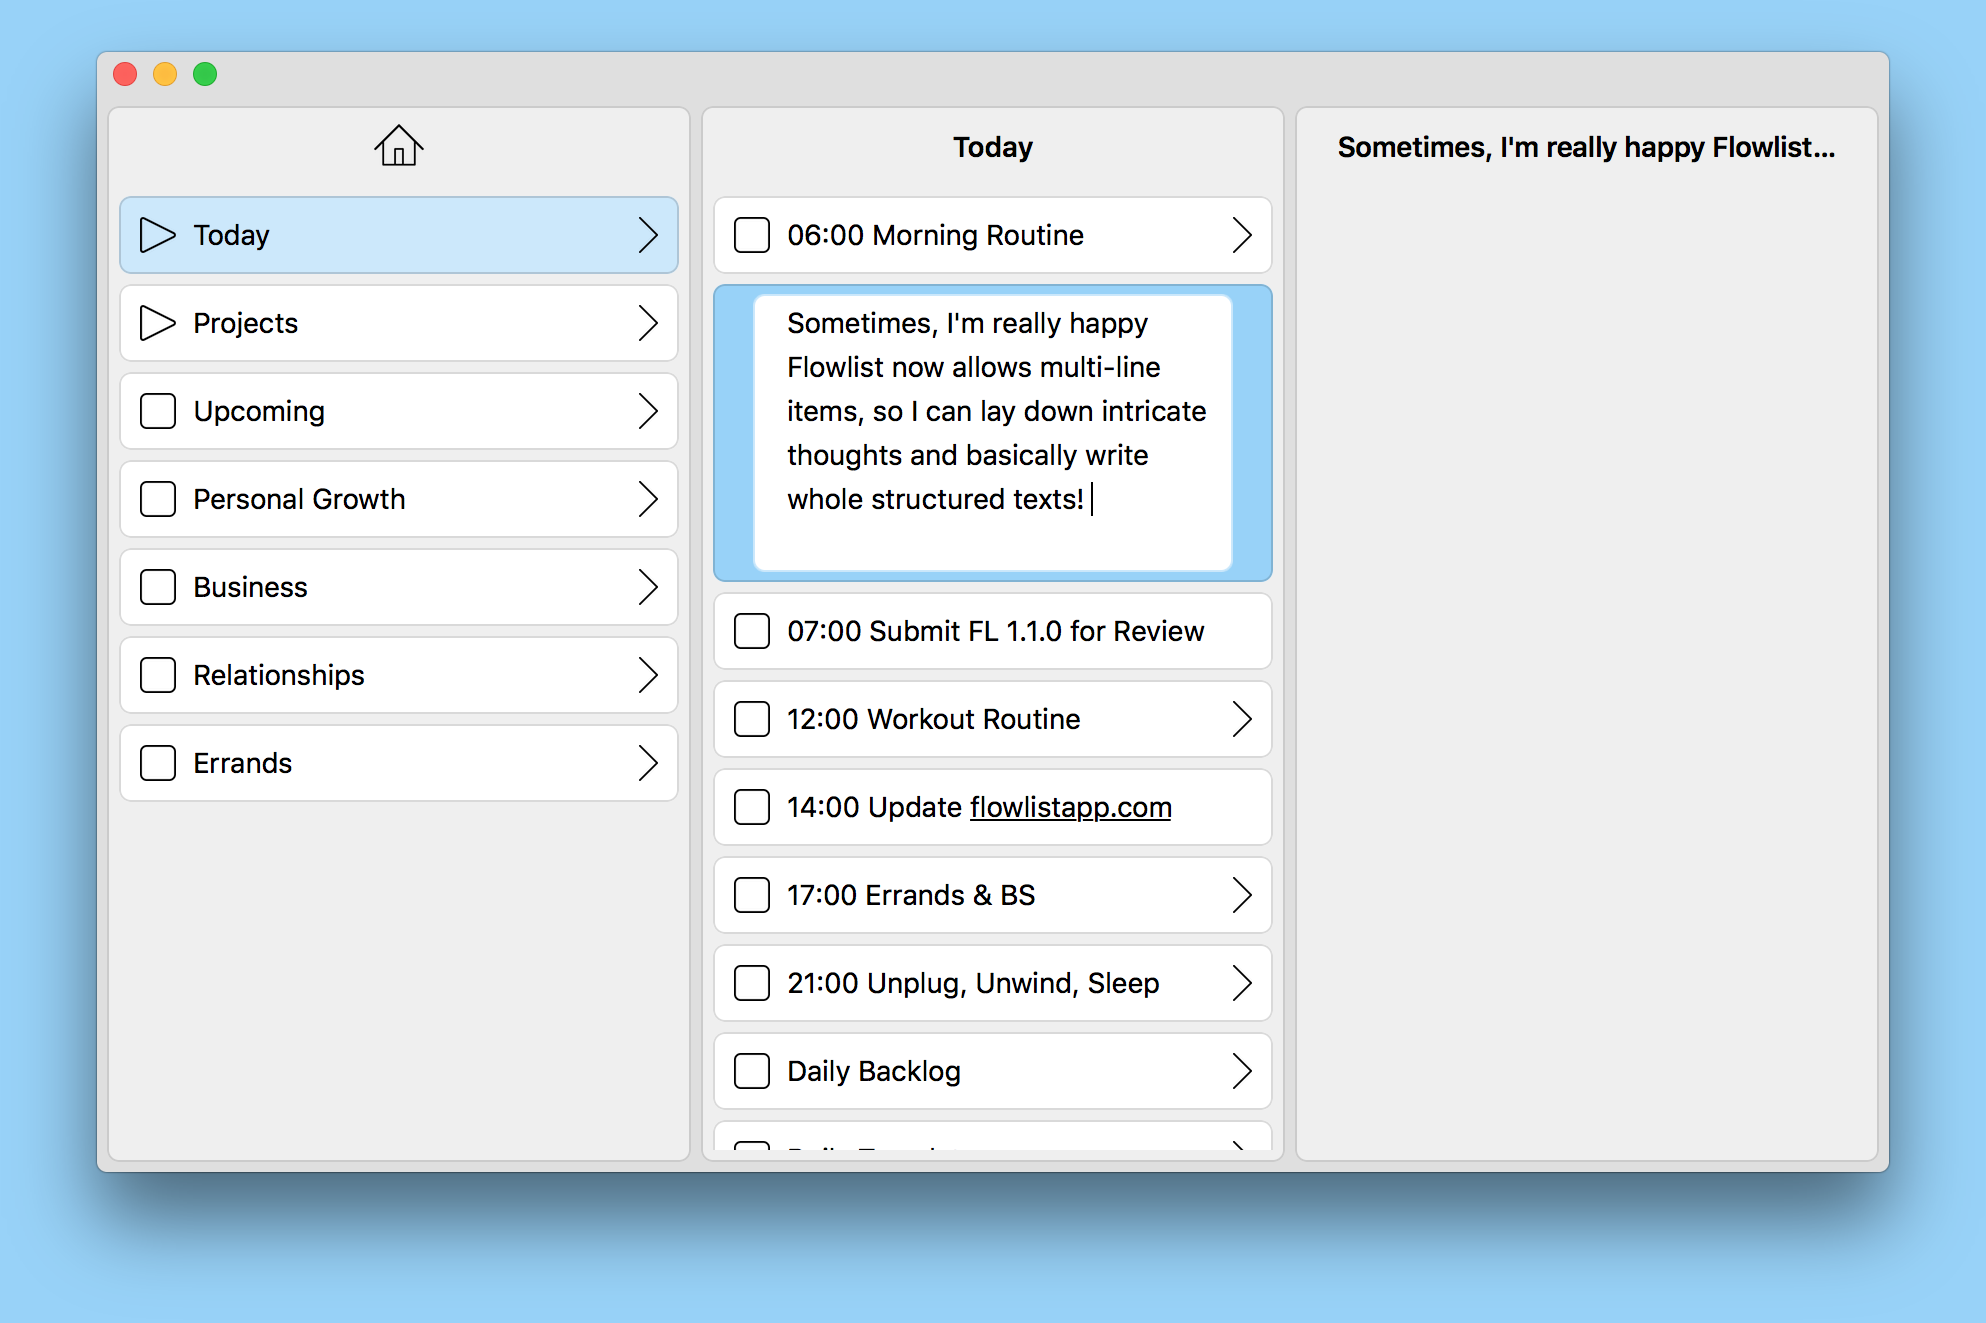 Today
Projects
Upcoming
Personal Growth
Business
Relationships
Errands
Today
06:00 Morning Routine
Sometimes, I'm really happy
Flowlist now allows multi-line
items, so I can lay down intricate
thoughts and basically write
whole structured texts!
07:00 Submit FL 1.1.0 for Review
12:00 Workout Routine
14:00 Update flowlistapp.com
17:00 Errands & BS
21:00 Unplug, Unwind, Sleep
Daily Backlog
Sometimes, I'm really happy Flowlist...